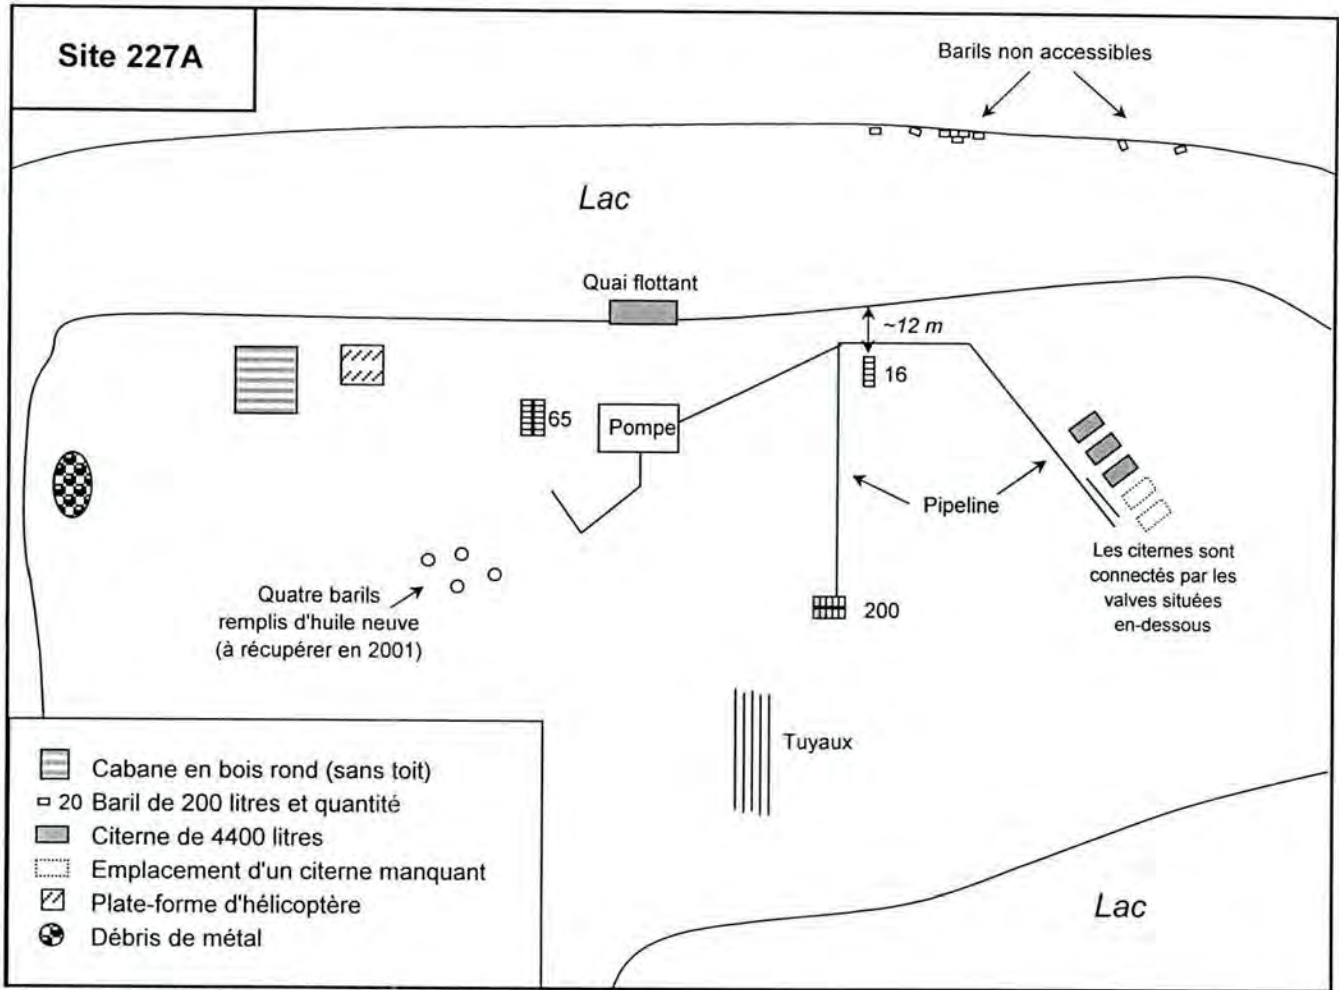 Site 227A
Barils non accessibles
Lac
Quai flottant
~12 m
16
65
Pompe
Pipeline
Les citernes sont
connectés par les
valves situées
en-dessous
Quatre barils
remplis d'huile neuve
(à récupérer en 2001)
200
Tuyaux
Cabane en bois rond (sans toit)
20 Baril de 200 litres et quantité
Citerne de 4400 litres
Emplacement d'un citerne manquant
Plate-forme d'hélicoptère
Débris de métal
Lac